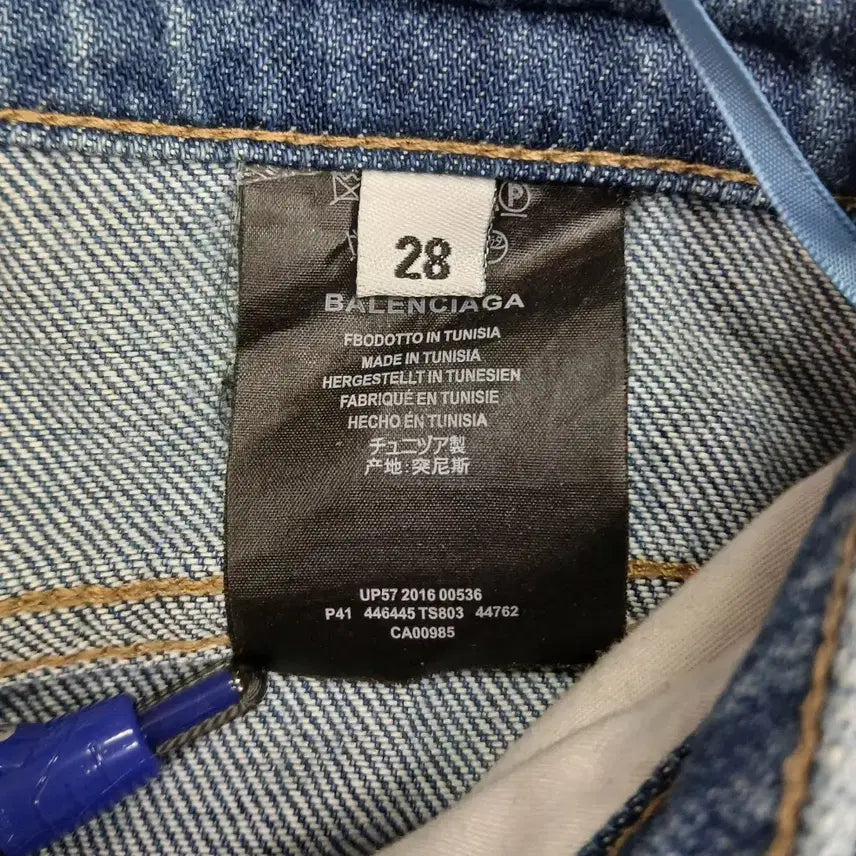 P
28
BALENCIAGA
FBODOTTO IN TUNISIA
MADE IN TUNISIA
HERGESTELLT IN TUNESIEN
FABRIQUÉ EN TUNISIE
HECHO EN TUNISIA
チュニヅア製
产地: 突尼斯
UP57 2016 00536
P41 446445 TS803 44762
CA00985